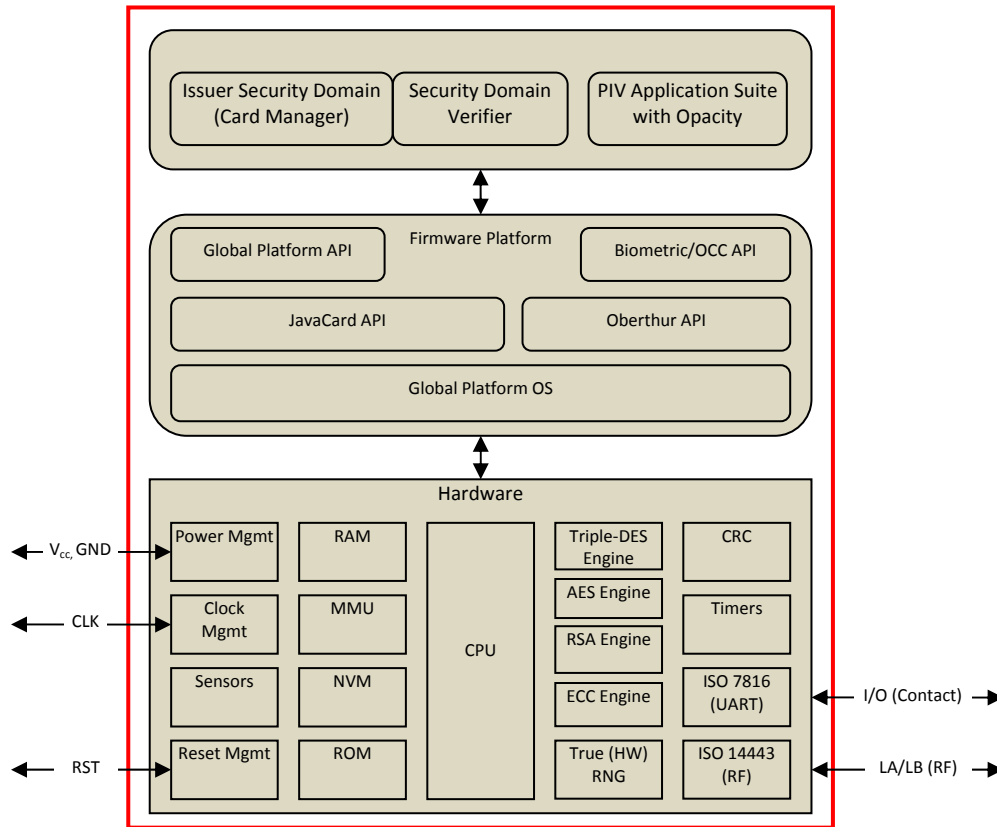 Issuer Security Domain
(Card Manager)
Security Domain
Verifier
PIV Application Suite
with Opacity
Firmware Platform
Global Platform API
Biometric/OCC API
JavaCard API
Oberthur API
Global Platform OS
Hardware
Power Mgmt
RAM
CPU
Triple-DES
Engine
CRC
Vcc, GND
Clock
Mgmt
MMU
AES Engine
Timers
CLK
RSA Engine
Sensors
NVM
ECC Engine
ISO 7816
(UART)
I/O (Contact)
Reset Mgmt
ROM
True (HW)
RNG
ISO 14443
(RF)
RST
LA/LB (RF)